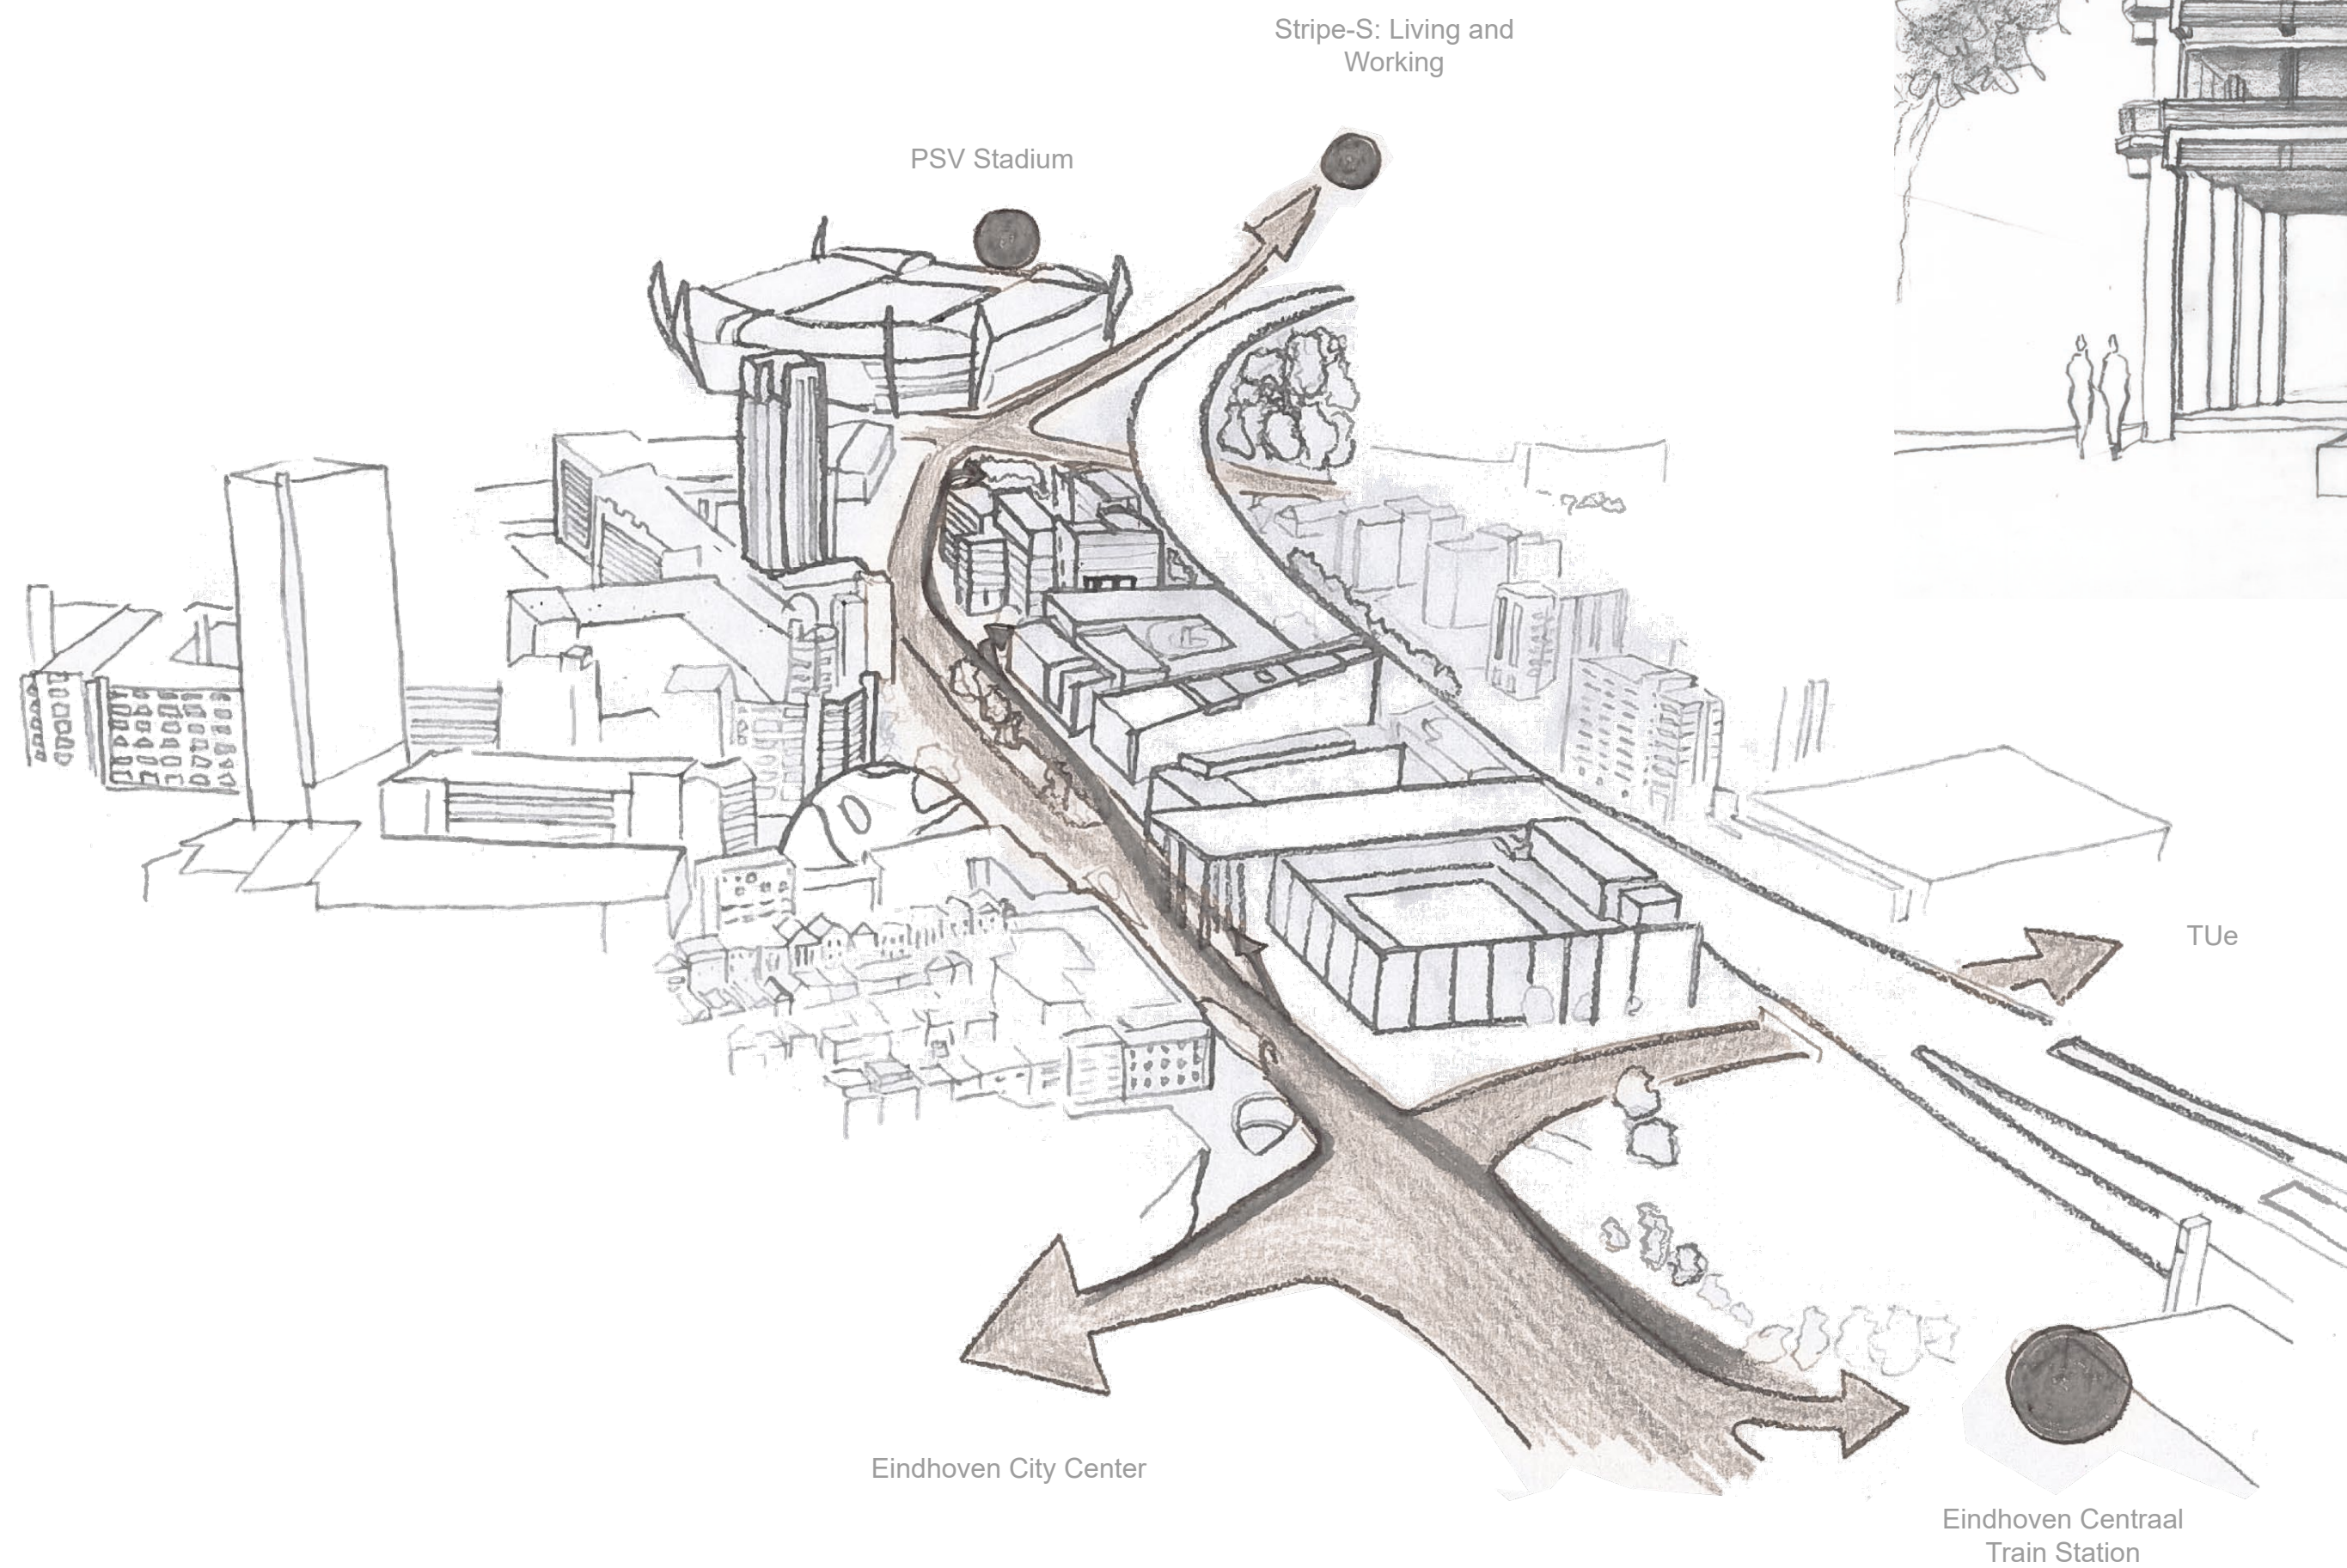 Stripe-S: Living and
Working
PSV Stadium
TUe
Eindhoven City Center
Eindhoven Centraal
Train Station